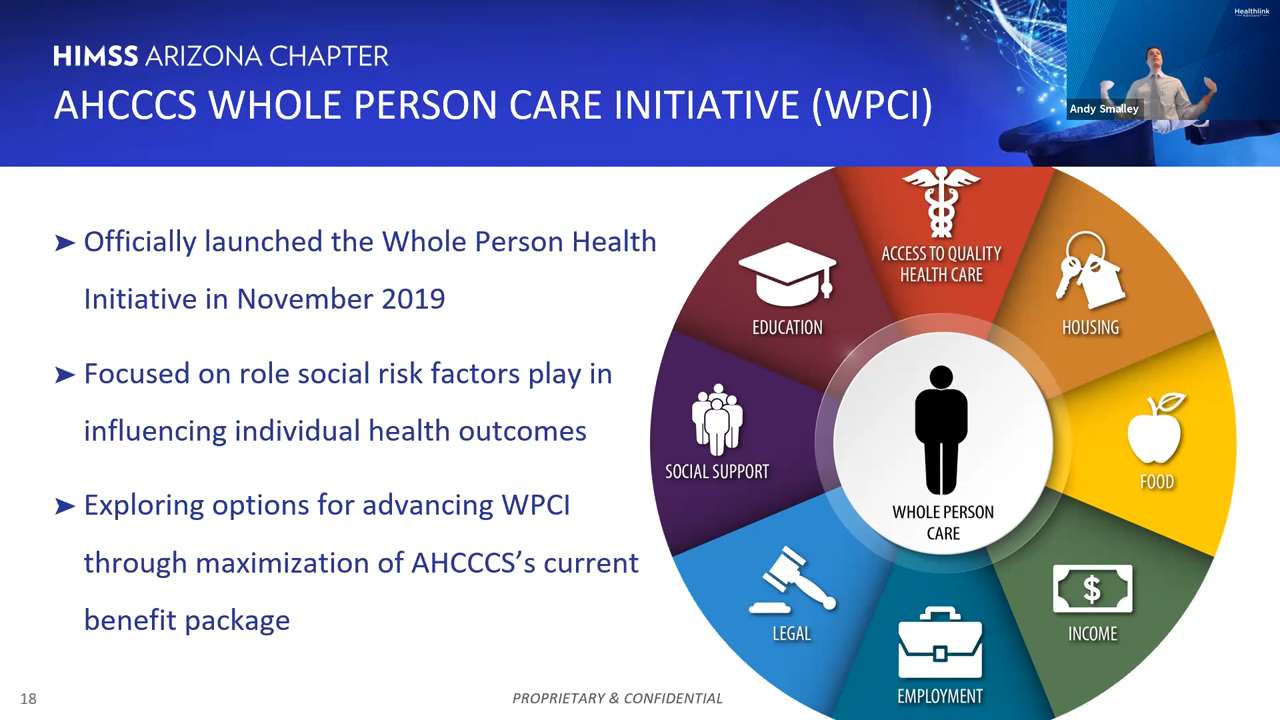 HIMSS ARIZONA CHAPTER
AHCCCS WHOLE PERSON CARE INITIATIVE (WPCI)
Healthlink
Andy Smalley
➤ Officially launched the Whole Person Health
Initiative in November 2019
➤ Focused on role social risk factors play in
influencing individual health outcomes
➤ Exploring options for advancing WPCI
through maximization of AHCCCS’s current
benefit package
ACCESS TO QUALITY
HEALTH CARE
HOUSING
FOOD
$
INCOME
EMPLOYMENT
LEGAL
SOCIAL SUPPORT
EDUCATION
WHOLE PERSON
CARE
18
PROPRIETARY & CONFIDENTIAL